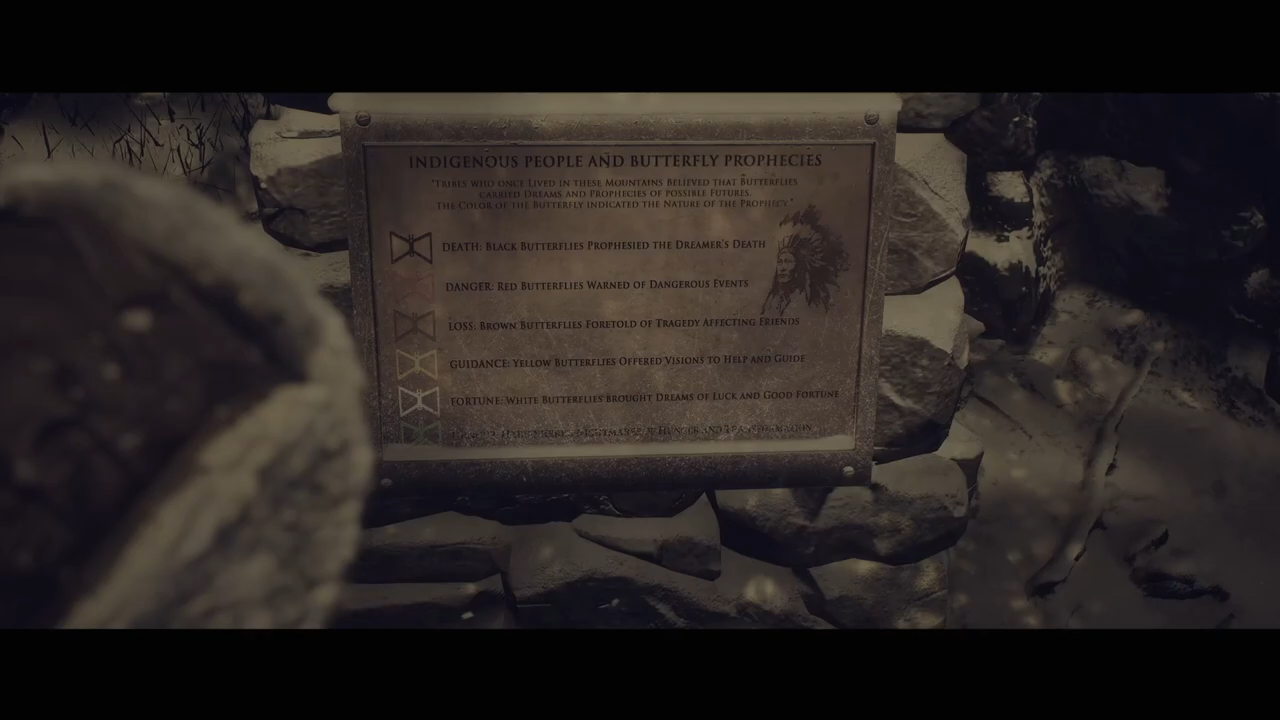 INDIGENOUS PEOPLE AND BUTTERFLY PROPHECIES
"TRIBES WHO ONCE LIVED IN THESE MOUNTAINS BELIEVED THAT BUTTERFLIES
CARRIED DREAMS AND PROPHECIES OF POSSIBLE FUTURES.
THE COLOR OF THE BUTTERFLY INDICATED THE NATURE OF THE PROPHECY."
DEATH: BLACK BUTTERFLIES PROPHESIED THE DREAMER'S DEATH
DANGER: RED BUTTERFLIES WARNED OF DANGEROUS EVENTS
LOSS: BROWN BUTTERFLIES FORETOLD OF TRAGEDY AFFECTING FRIENDS
GUIDANCE: YELLOW BUTTERFLIES OFFERED VISIONS TO HELP AND GUIDE
FORTUNE: WHITE BUTTERFLIES BROUGHT DREAMS OF LUCK AND GOOD FORTUNE
HUNGER AND TRANSFORMATION